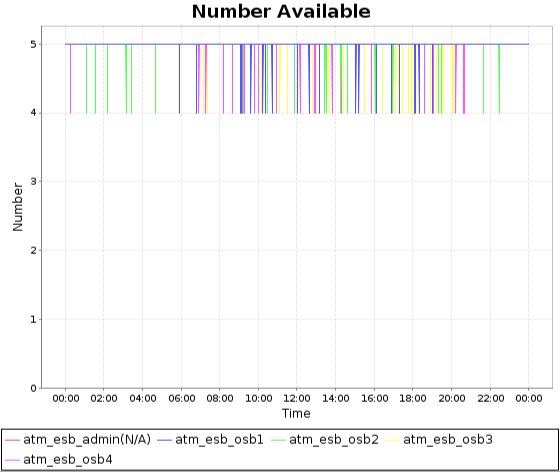 Number Available
5
4
3
2
1
0
Number
00:00 02:00 04:00 06:00 08:00 10:00 12:00 14:00 16:00 18:00 20:00 22:00 00:00
Time
atm_esb_admin(N/A) atm_esb_osb1 atm_esb_osb2 atm_esb_osb3
atm_esb_osb4